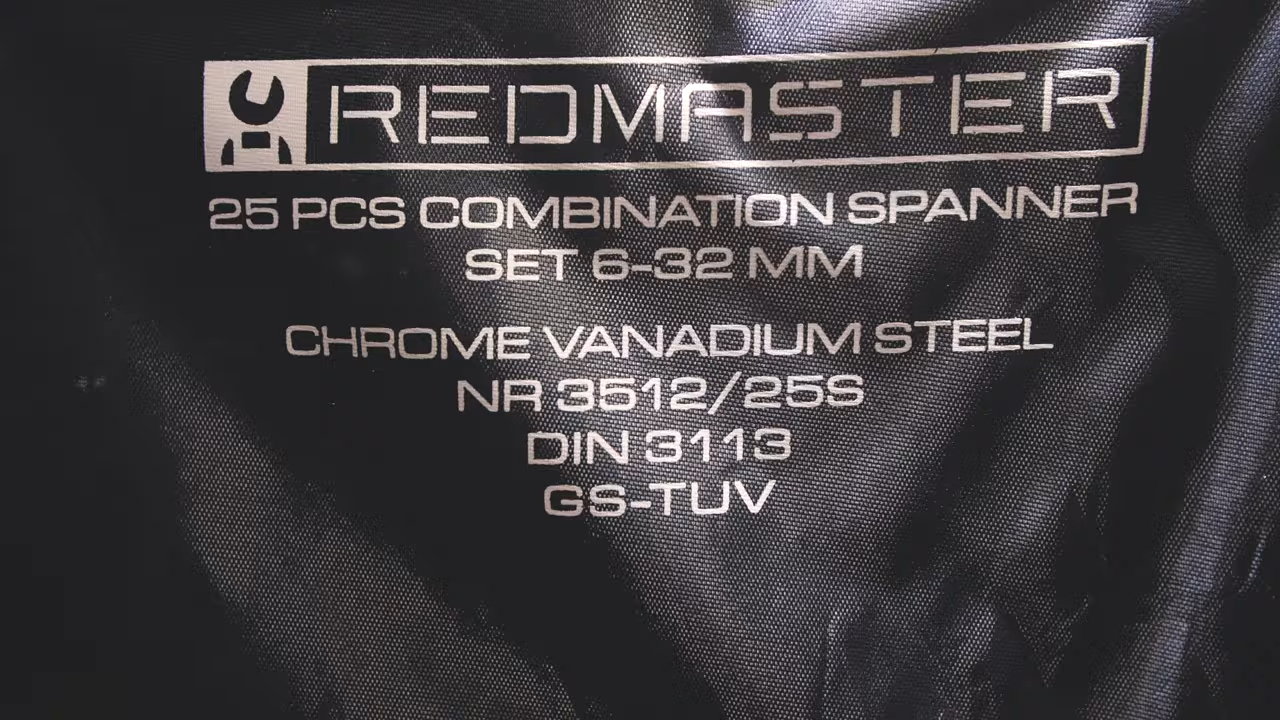 REDMASTER
25 PCS COMBINATION SPANNER
SET 6-32 MM
CHROME VANADIUM STEEL
NR 3512/25S
DIN 3113
GS-TUV